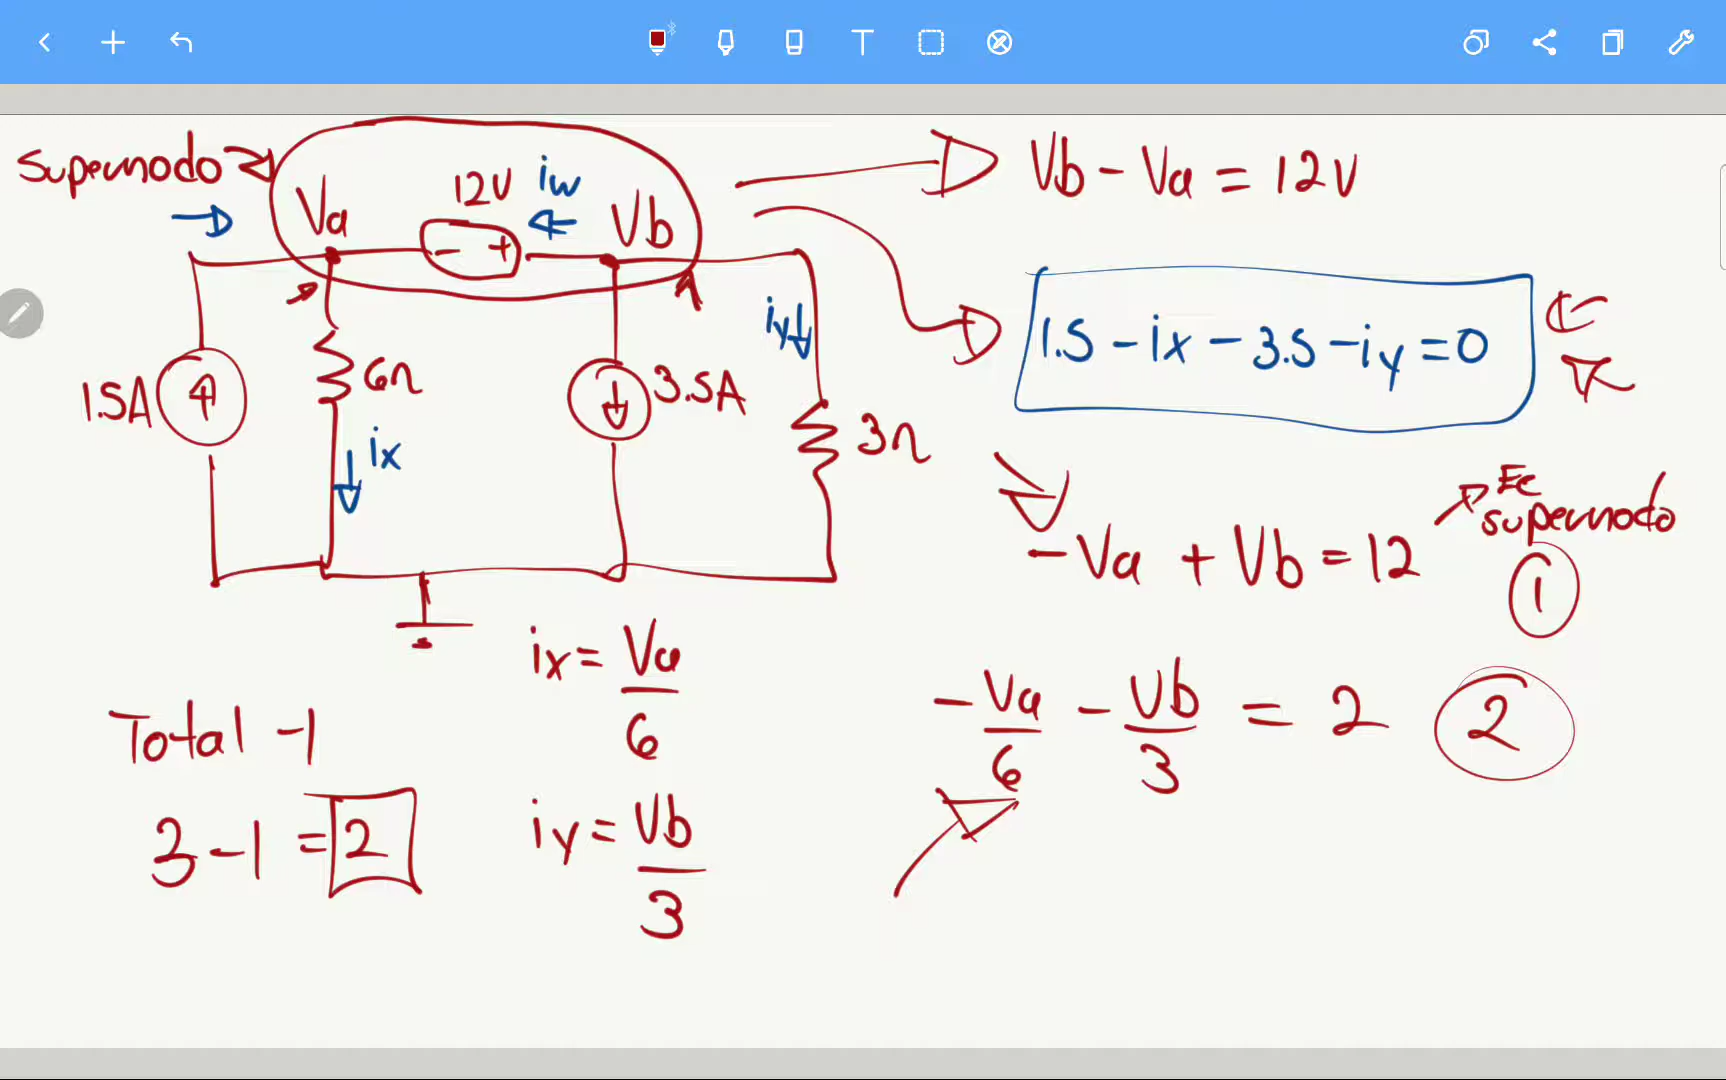 Supernodo
Va
12V
iw
Vb
- +
1.5A
6Ω
ix
3.5A
iy
3Ω
Vb - Va = 12V
1.5 - ix - 3.5 - iy = 0
Ec
supernodo
-Va + Vb = 12
1
ix = Va/6
-Va/6 - Vb/3 = 2
2
Total -1
3 - 1 = 2
iy = Vb/3